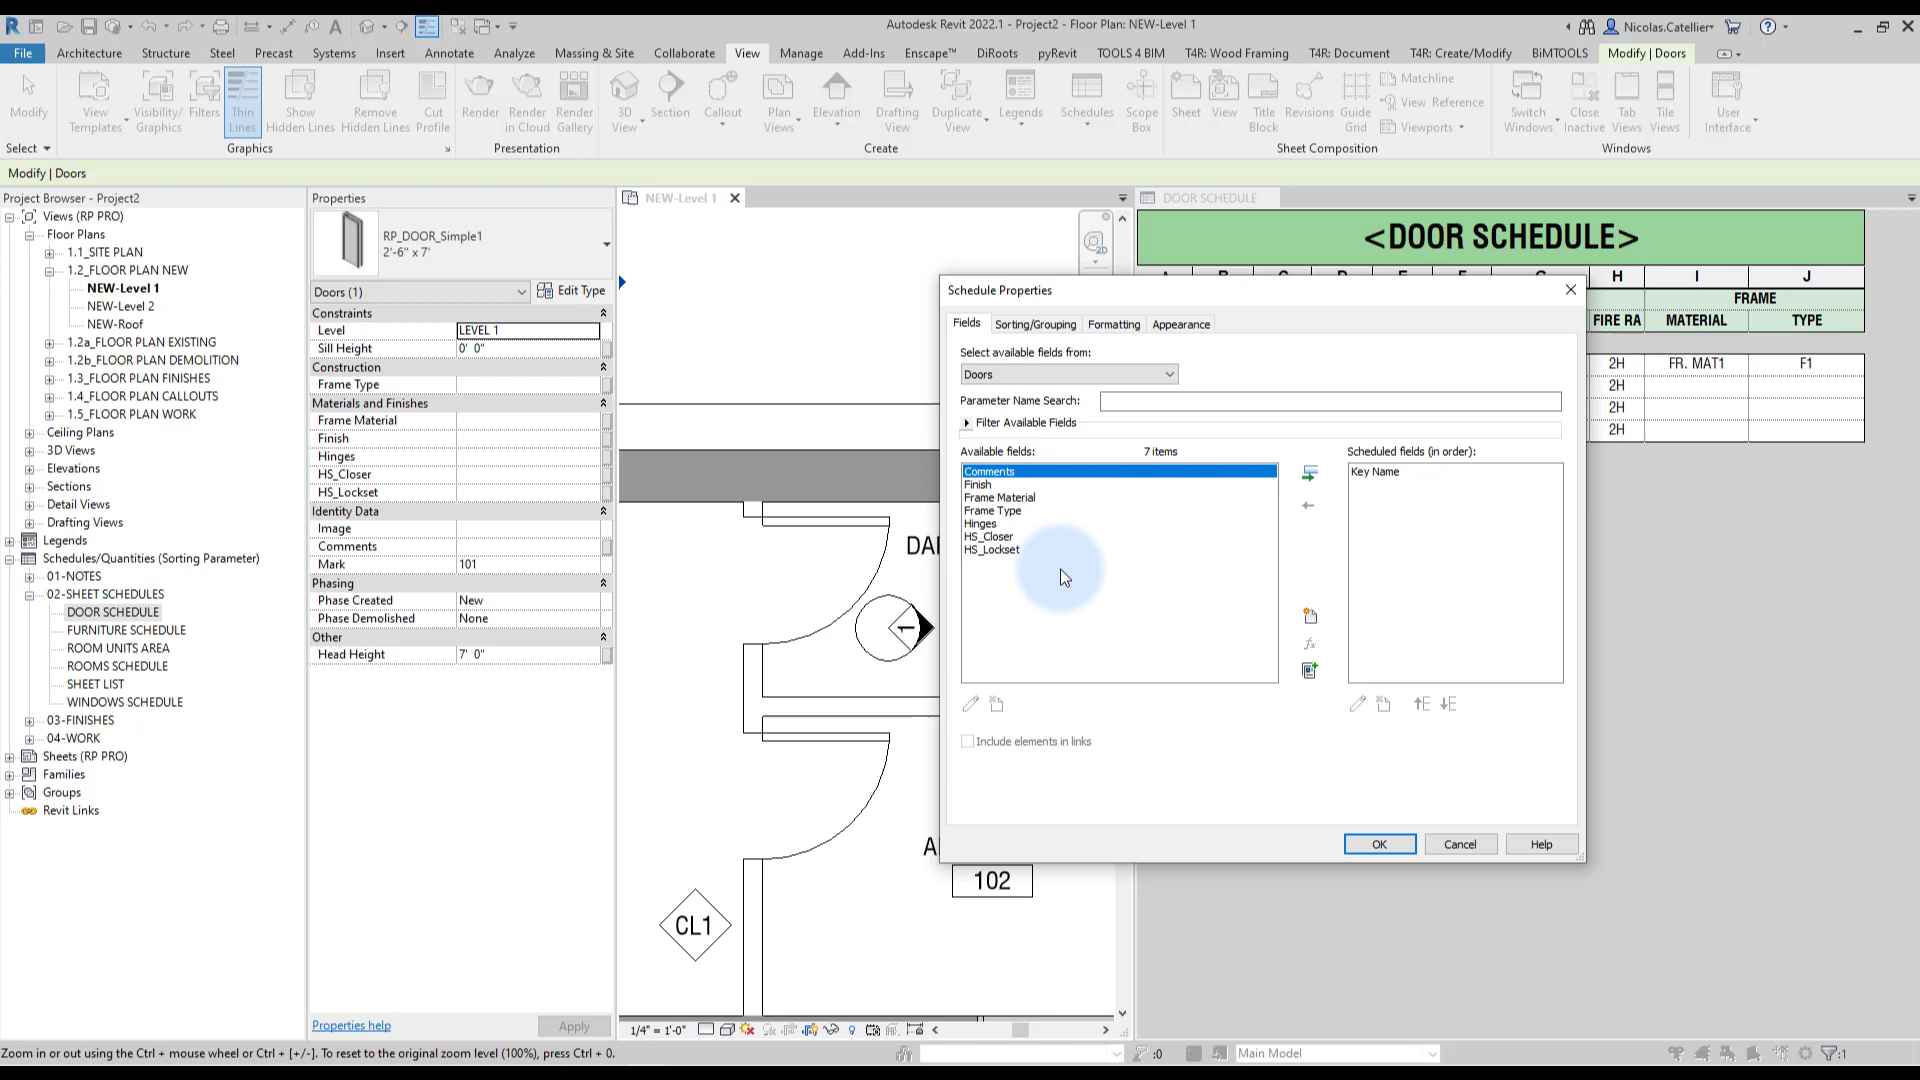 Autodesk Revit 2022.1 - Project2 - Floor Plan: NEW-Level 1
Nicolas.Catellier
File Architecture Structure Steel Precast Systems Insert Annotate Analyze Massing & Site Collaborate View Manage Add-Ins Enscape™ DiRoots pyRevit TOOLS 4 BIM T4R: Wood Framing T4R: Document T4R: Create/Modify BiMTOOLS Modify | Doors
Modify
View Templates
Visibility/ Graphics
Filters
Thin Lines
Show Hidden Lines
Remove Hidden Lines
Cut Profile
Render
Render in Cloud
Render Gallery
3D View
Section
Callout
Plan Views
Elevation
Drafting View
Duplicate View
Legends
Schedules
Scope Box
Sheet
View
Title Block
Revisions
Guide Grid
Matchline
View Reference
Viewports
Switch Windows
Close Inactive
Tab Views
Tile Views
User Interface
Select Graphics Presentation Create Sheet Composition Windows
Modify | Doors
Project Browser - Project2
Views (RP PRO)
Floor Plans
1.1_SITE PLAN
1.2_FLOOR PLAN NEW
NEW-Level 1
NEW-Level 2
NEW-Roof
1.2a_FLOOR PLAN EXISTING
1.2b_FLOOR PLAN DEMOLITION
1.3_FLOOR PLAN FINISHES
1.4_FLOOR PLAN CALLOUTS
1.5_FLOOR PLAN WORK
Ceiling Plans
3D Views
Elevations
Sections
Detail Views
Drafting Views
Legends
Schedules/Quantities (Sorting Parameter)
01-NOTES
02-SHEET SCHEDULES
DOOR SCHEDULE
FURNITURE SCHEDULE
ROOM UNITS AREA
ROOMS SCHEDULE
SHEET LIST
WINDOWS SCHEDULE
03-FINISHES
04-WORK
Sheets (RP PRO)
Families
Groups
Revit Links
Properties
RP_DOOR_Simple1
2'-6" x 7'
Doors (1) Edit Type
Constraints
Level LEVEL 1
Sill Height 0' 0"
Construction
Frame Type
Materials and Finishes
Frame Material
Finish
Hinges
HS_Closer
HS_Lockset
Identity Data
Image
Comments
Mark 101
Phasing
Phase Created New
Phase Demolished None
Other
Head Height 7' 0"
Properties help Apply
NEW-Level 1
2D
1
102
CL1
1/4" = 1'-0"
DOOR SCHEDULE
<DOOR SCHEDULE>
H I J
FRAME
FIRE RA MATERIAL TYPE
2H FR. MAT1 F1
2H
2H
2H
Schedule Properties
Fields Sorting/Grouping Formatting Appearance
Select available fields from:
Doors
Parameter Name Search:
Filter Available Fields
Available fields: 7 items
Comments
Finish
Frame Material
Frame Type
Hinges
HS_Closer
HS_Lockset
Scheduled fields (in order):
Key Name
Include elements in links
OK Cancel Help
Zoom in or out using the Ctrl + mouse wheel or Ctrl + [+/-]. To reset to the original zoom level (100%), press Ctrl + 0.
:0 Main Model :1